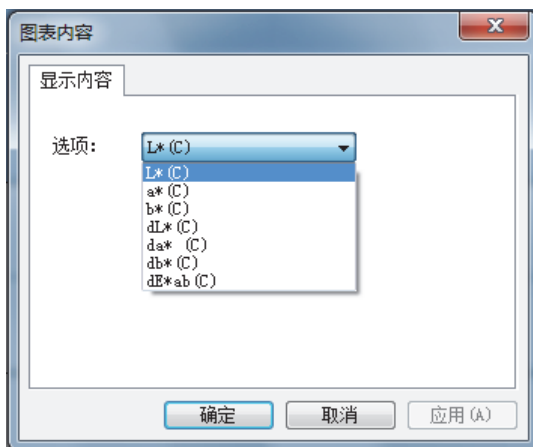 图表内容
显示内容
选项: L*(C)
L*(C)
a*(C)
b*(C)
dL*(C)
da* (C)
db*(C)
dE*ab(C)
确定 取消 应用(A)